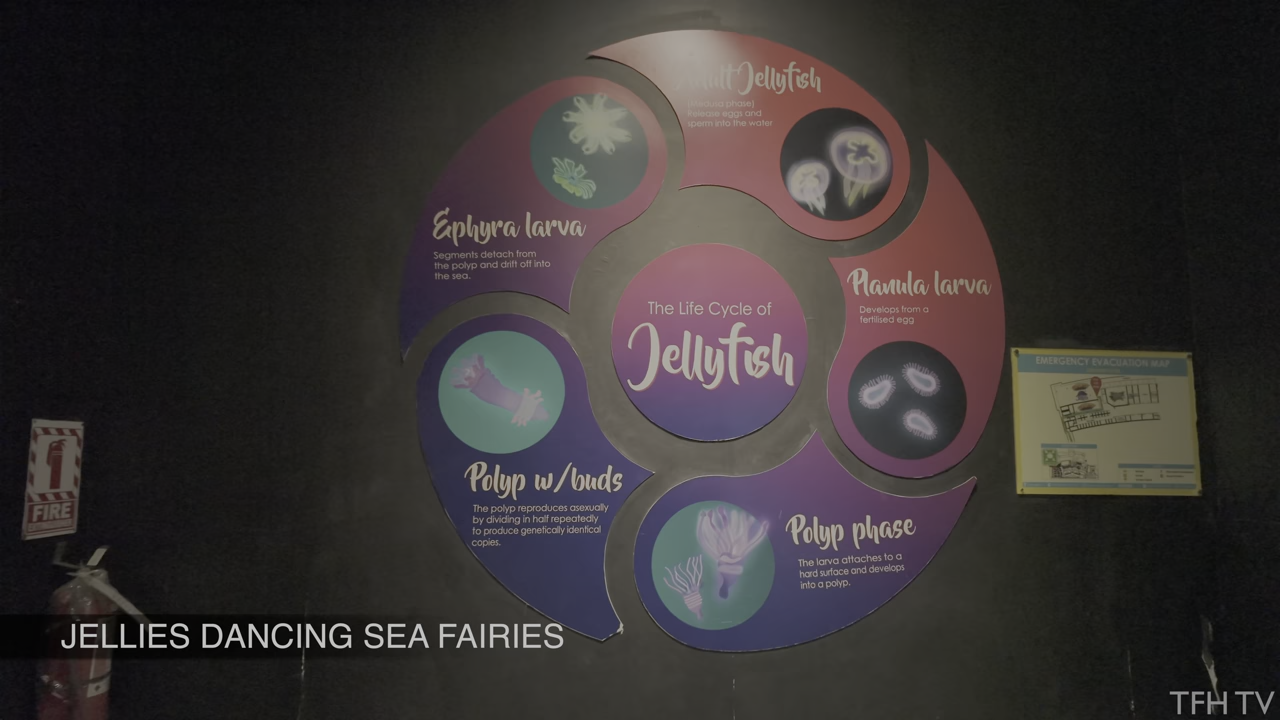 Jellyfish
(Medusa phase)
Release eggs and
sperm into the water
Planula larva
Develops from a
fertilised egg
Polyp phase
The larva attaches to a
hard surface and develops
into a polyp.
Polyp w/buds
The polyp reproduces asexually
by dividing in half repeatedly
to produce genetically identical
copies.
Ephyra larva
Segments detach from
the polyp and drift off into
the sea.
The Life Cycle of
Jellyfish
EMERGENCY EVACUATION MAP
FIRE
JELLIES DANCING SEA FAIRIES
TFH TV